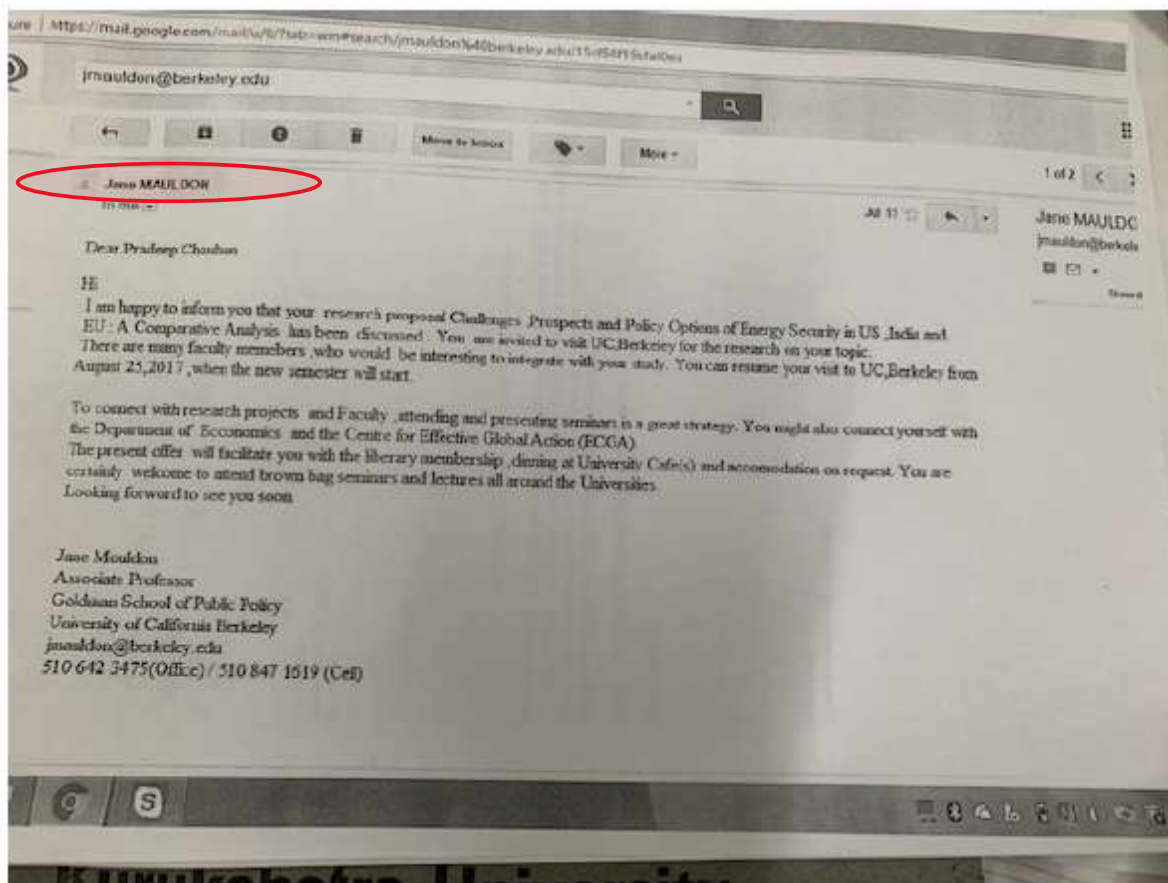 https://mail.google.com/mail/u/0/?tab=wm#search/jmauldon%40berkeley.edu/
jmauldon@berkeley.edu
Move to Inbox
More
1 of 2
Jane MAULDON
to me
Jul 11
Jane MAULDC
jmauldon@berkele
Dear Pradeep Chauhan
Hi
I am happy to inform you that your research proposal Challenges ,Prospects and Policy Options of Energy Security in US ,India and
EU : A Comparative Analysis has been discussed . You are invited to visit UC,Berkeley for the research on your topic.
There are many faculty memebers ,who would be interesting to integrate with your study. You can resume your visit to UC,Berkeley from
August 25,2017 ,when the new semester will start.
To connect with research projects and Faculty ,attending and presenting seminars is a great strategy. You might also connect yourself with
the Department of Economics and the Centre for Effective Global Action (ECGA)
The present offer will facilitate you with the liberary membership ,dinning at University Cafe(s) and accomodation on request. You are
certainly welcome to attend brown bag seminars and lectures all around the Universities.
Looking forward to see you soon
Jane Mouldon
Associate Professor
Goldman School of Public Policy
University of California Berkeley
jmauldon@berkeley.edu
510 642 3475(Office) / 510 847 1619 (Cell)
Kurukshetra University